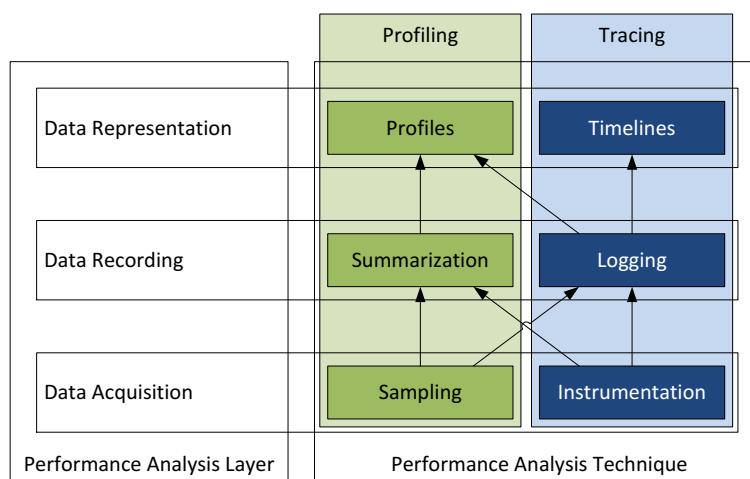 Profiling
Tracing
Data Representation
Profiles
Timelines
Data Recording
Summarization
Logging
Data Acquisition
Sampling
Instrumentation
Performance Analysis Layer
Performance Analysis Technique